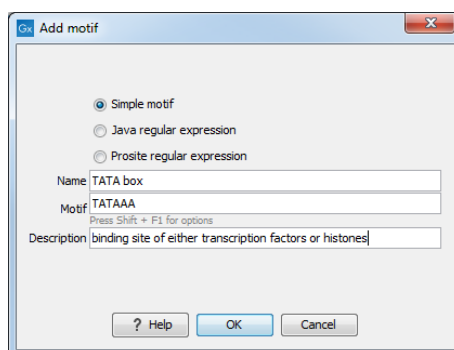 Gx Add motif
Simple motif
Java regular expression
Prosite regular expression
Name TATA box
Motif TATAAA
Press Shift + F1 for options
Description binding site of either transcription factors or histones
? Help OK Cancel